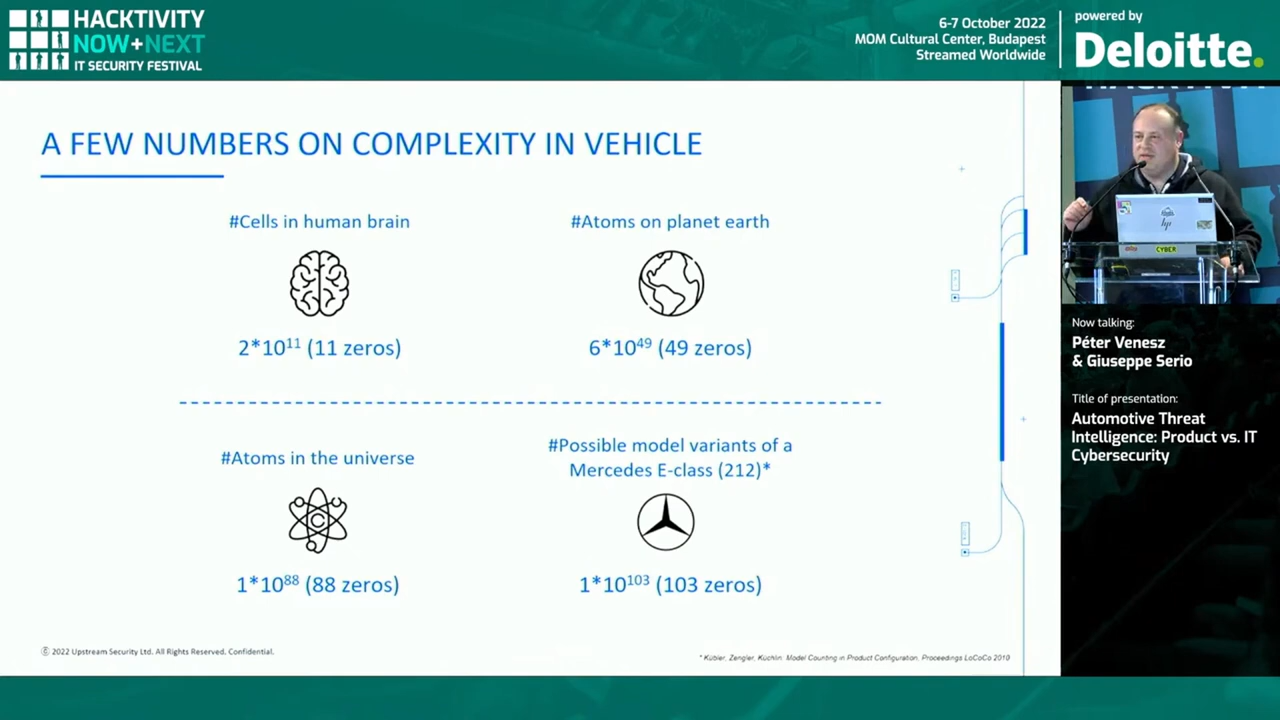 HACKTIVITY
NOW+NEXT
IT SECURITY FESTIVAL
6-7 October 2022
MOM Cultural Center, Budapest
Streamed Worldwide
powered by
Deloitte.
A FEW NUMBERS ON COMPLEXITY IN VEHICLE
#Cells in human brain
2*10¹¹ (11 zeros)
#Atoms on planet earth
6*10⁴⁹ (49 zeros)
#Atoms in the universe
1*10⁸⁸ (88 zeros)
#Possible model variants of a
Mercedes E-class (212)*
1*10¹⁰³ (103 zeros)
© 2022 Upstream Security Ltd. All Rights Reserved. Confidential.
* Kübler, Zengler, Küchlin: Model Counting in Product Configuration, Proceedings LoCoCo 2010
hp
CYBER
Now talking:
Péter Venesz
& Giuseppe Serio
Title of presentation:
Automotive Threat
Intelligence: Product vs. IT
Cybersecurity